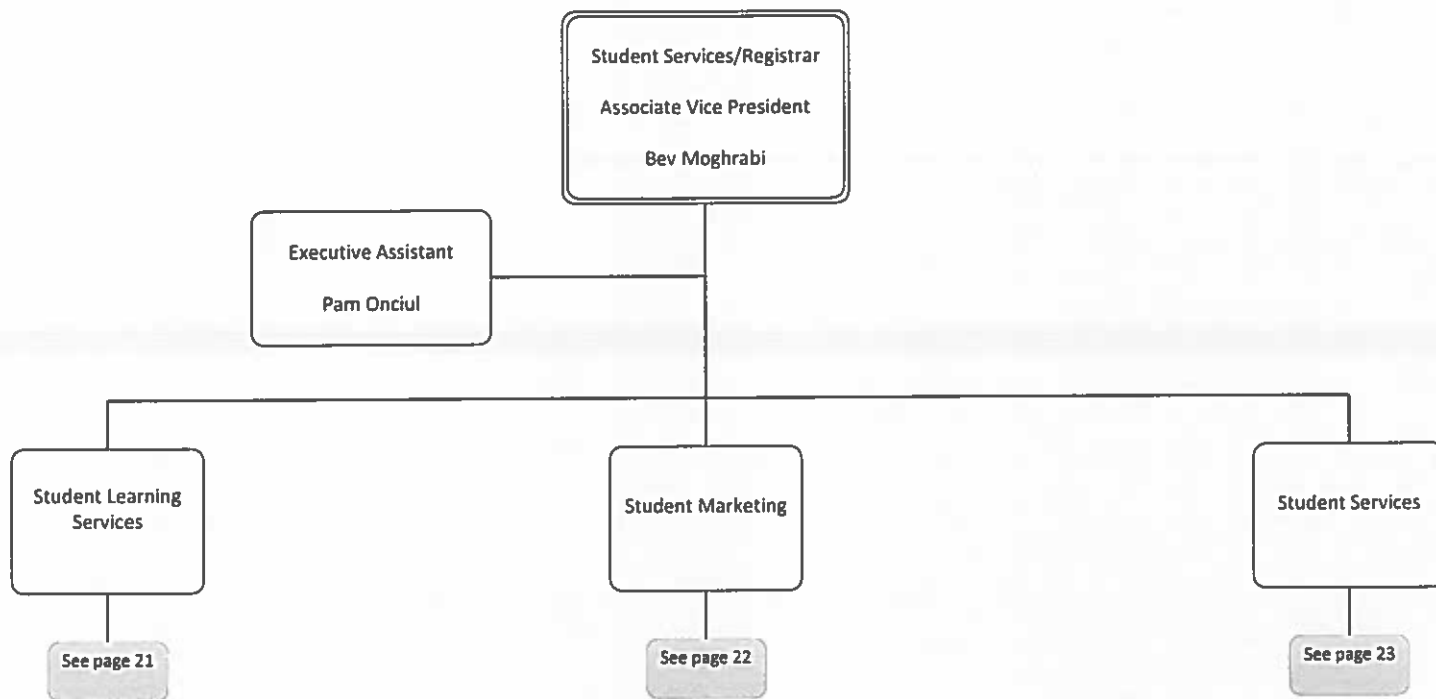 Student Services/Registrar
Associate Vice President
Bev Moghrabi
Executive Assistant
Pam Onciul
Student Learning
Services
Student Marketing
Student Services
See page 21
See page 22
See page 23